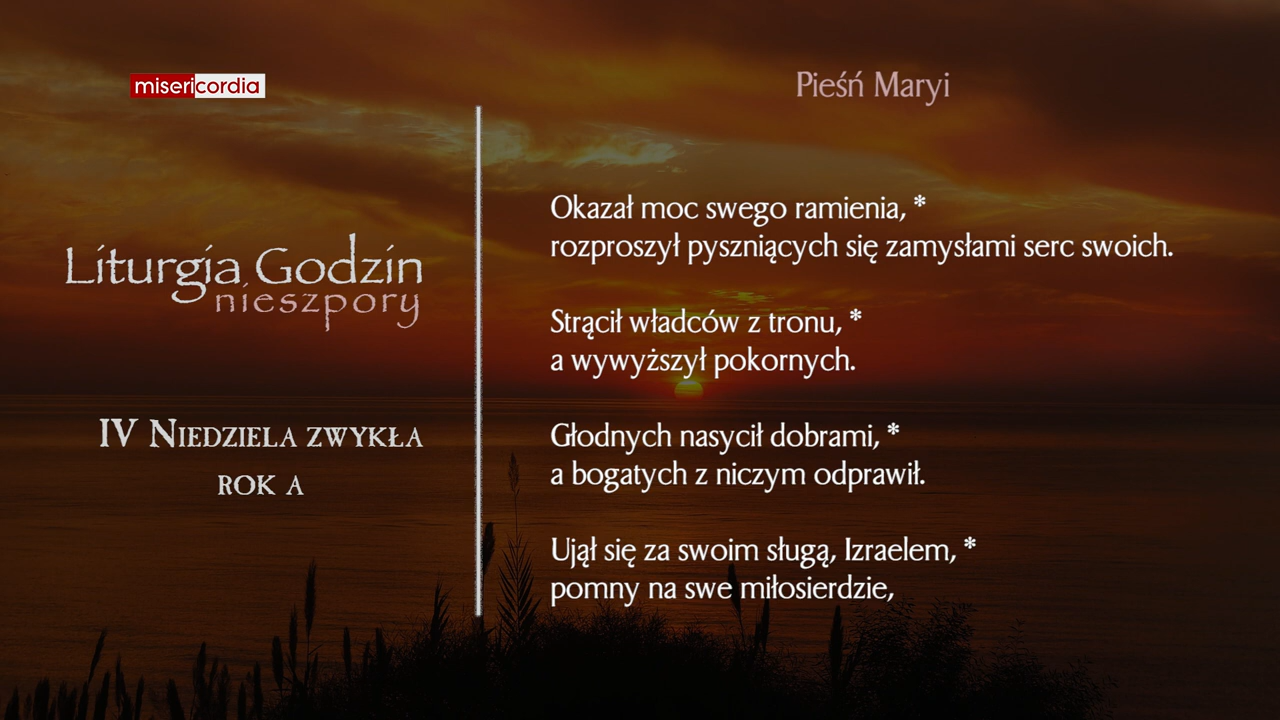 misericordia
Liturgia Godzin
nieszpory
IV Niedziela zwykła
rok A
Pieśń Maryi
Okazał moc swego ramienia, *
rozproszył pyszniących się zamysłami serc swoich.
Strącił władców z tronu, *
a wywyższył pokornych.
Głodnych nasycił dobrami, *
a bogatych z niczym odprawił.
Ujął się za swoim sługą, Izraelem, *
pomny na swe miłosierdzie,